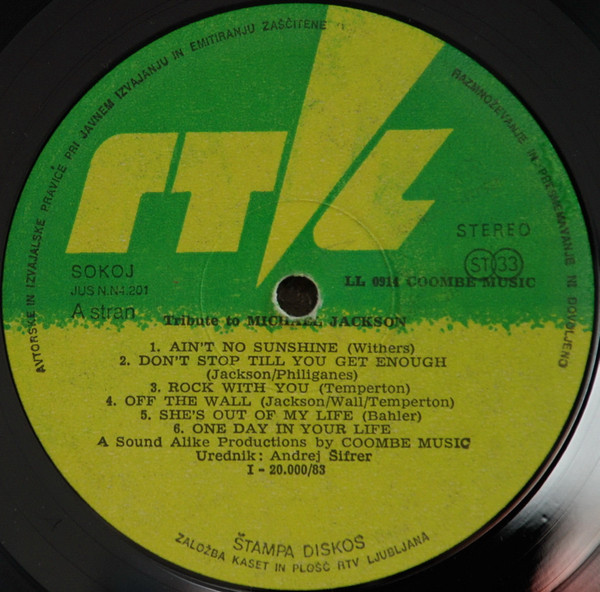 AVTORSKE IN IZVAJALSKE PRAVICE PRI JAVNEM IZVAJANJU IN EMITIRANJU ZAŠČITENE
RAZMNOŽEVANJE IN PRESNEMAVANJE NI DOVOLJENO
RTL
STEREO
SOKOJ
JUS N.N4.201
A stran
ST 33
LL 0914 COOMBE MUSIC
Tribute to MICHAEL JACKSON
1. AIN'T NO SUNSHINE (Withers)
2. DON'T STOP TILL YOU GET ENOUGH
(Jackson/Philiganes)
3. ROCK WITH YOU (Temperton)
4. OFF THE WALL (Jackson/Wall/Temperton)
5. SHE'S OUT OF MY LIFE (Bahler)
6. ONE DAY IN YOUR LIFE
A Sound Alike Productions by COOMBE MUSIC
Urednik: Andrej Šifrer
I - 20.000/83
ŠTAMPA DISKOS
ZALOŽBA KASET IN PLOŠČ RTV LJUBLJANA